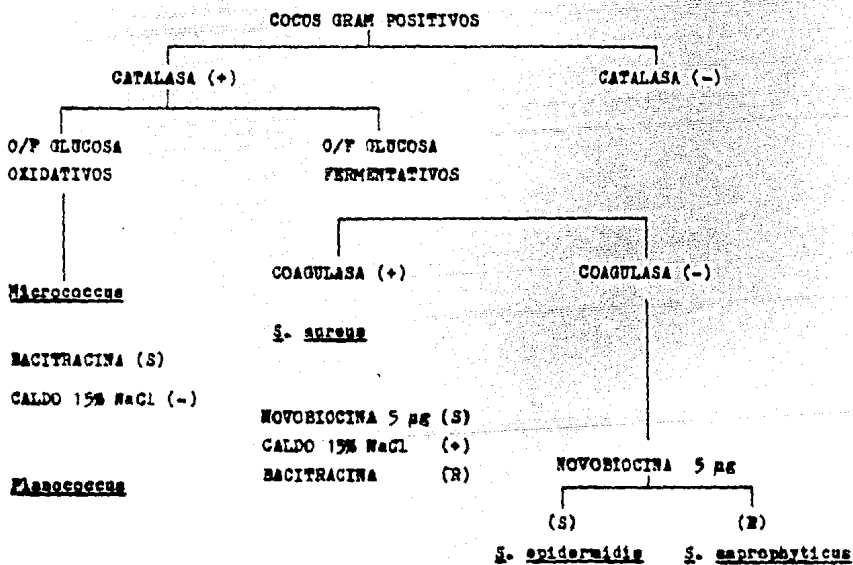 COCOS GRAM POSITIVOS
CATALASA (+)
CATALASA (-)
O/F GLUCOSA
OXIDATIVOS
O/F GLUCOSA
FERMENTATIVOS
COAGULASA (+)
COAGULASA (-)
Micrococcus
S. aureus
BACITRACINA (S)
CALDO 15% NaCl (-)
NOVOBIOCINA 5 µg (S)
CALDO 15% NaCl (+)
BACITRACINA (R)
Planococcus
NOVOBIOCINA 5 µg
(S)
(R)
S. epidermidis
S. saprophyticus